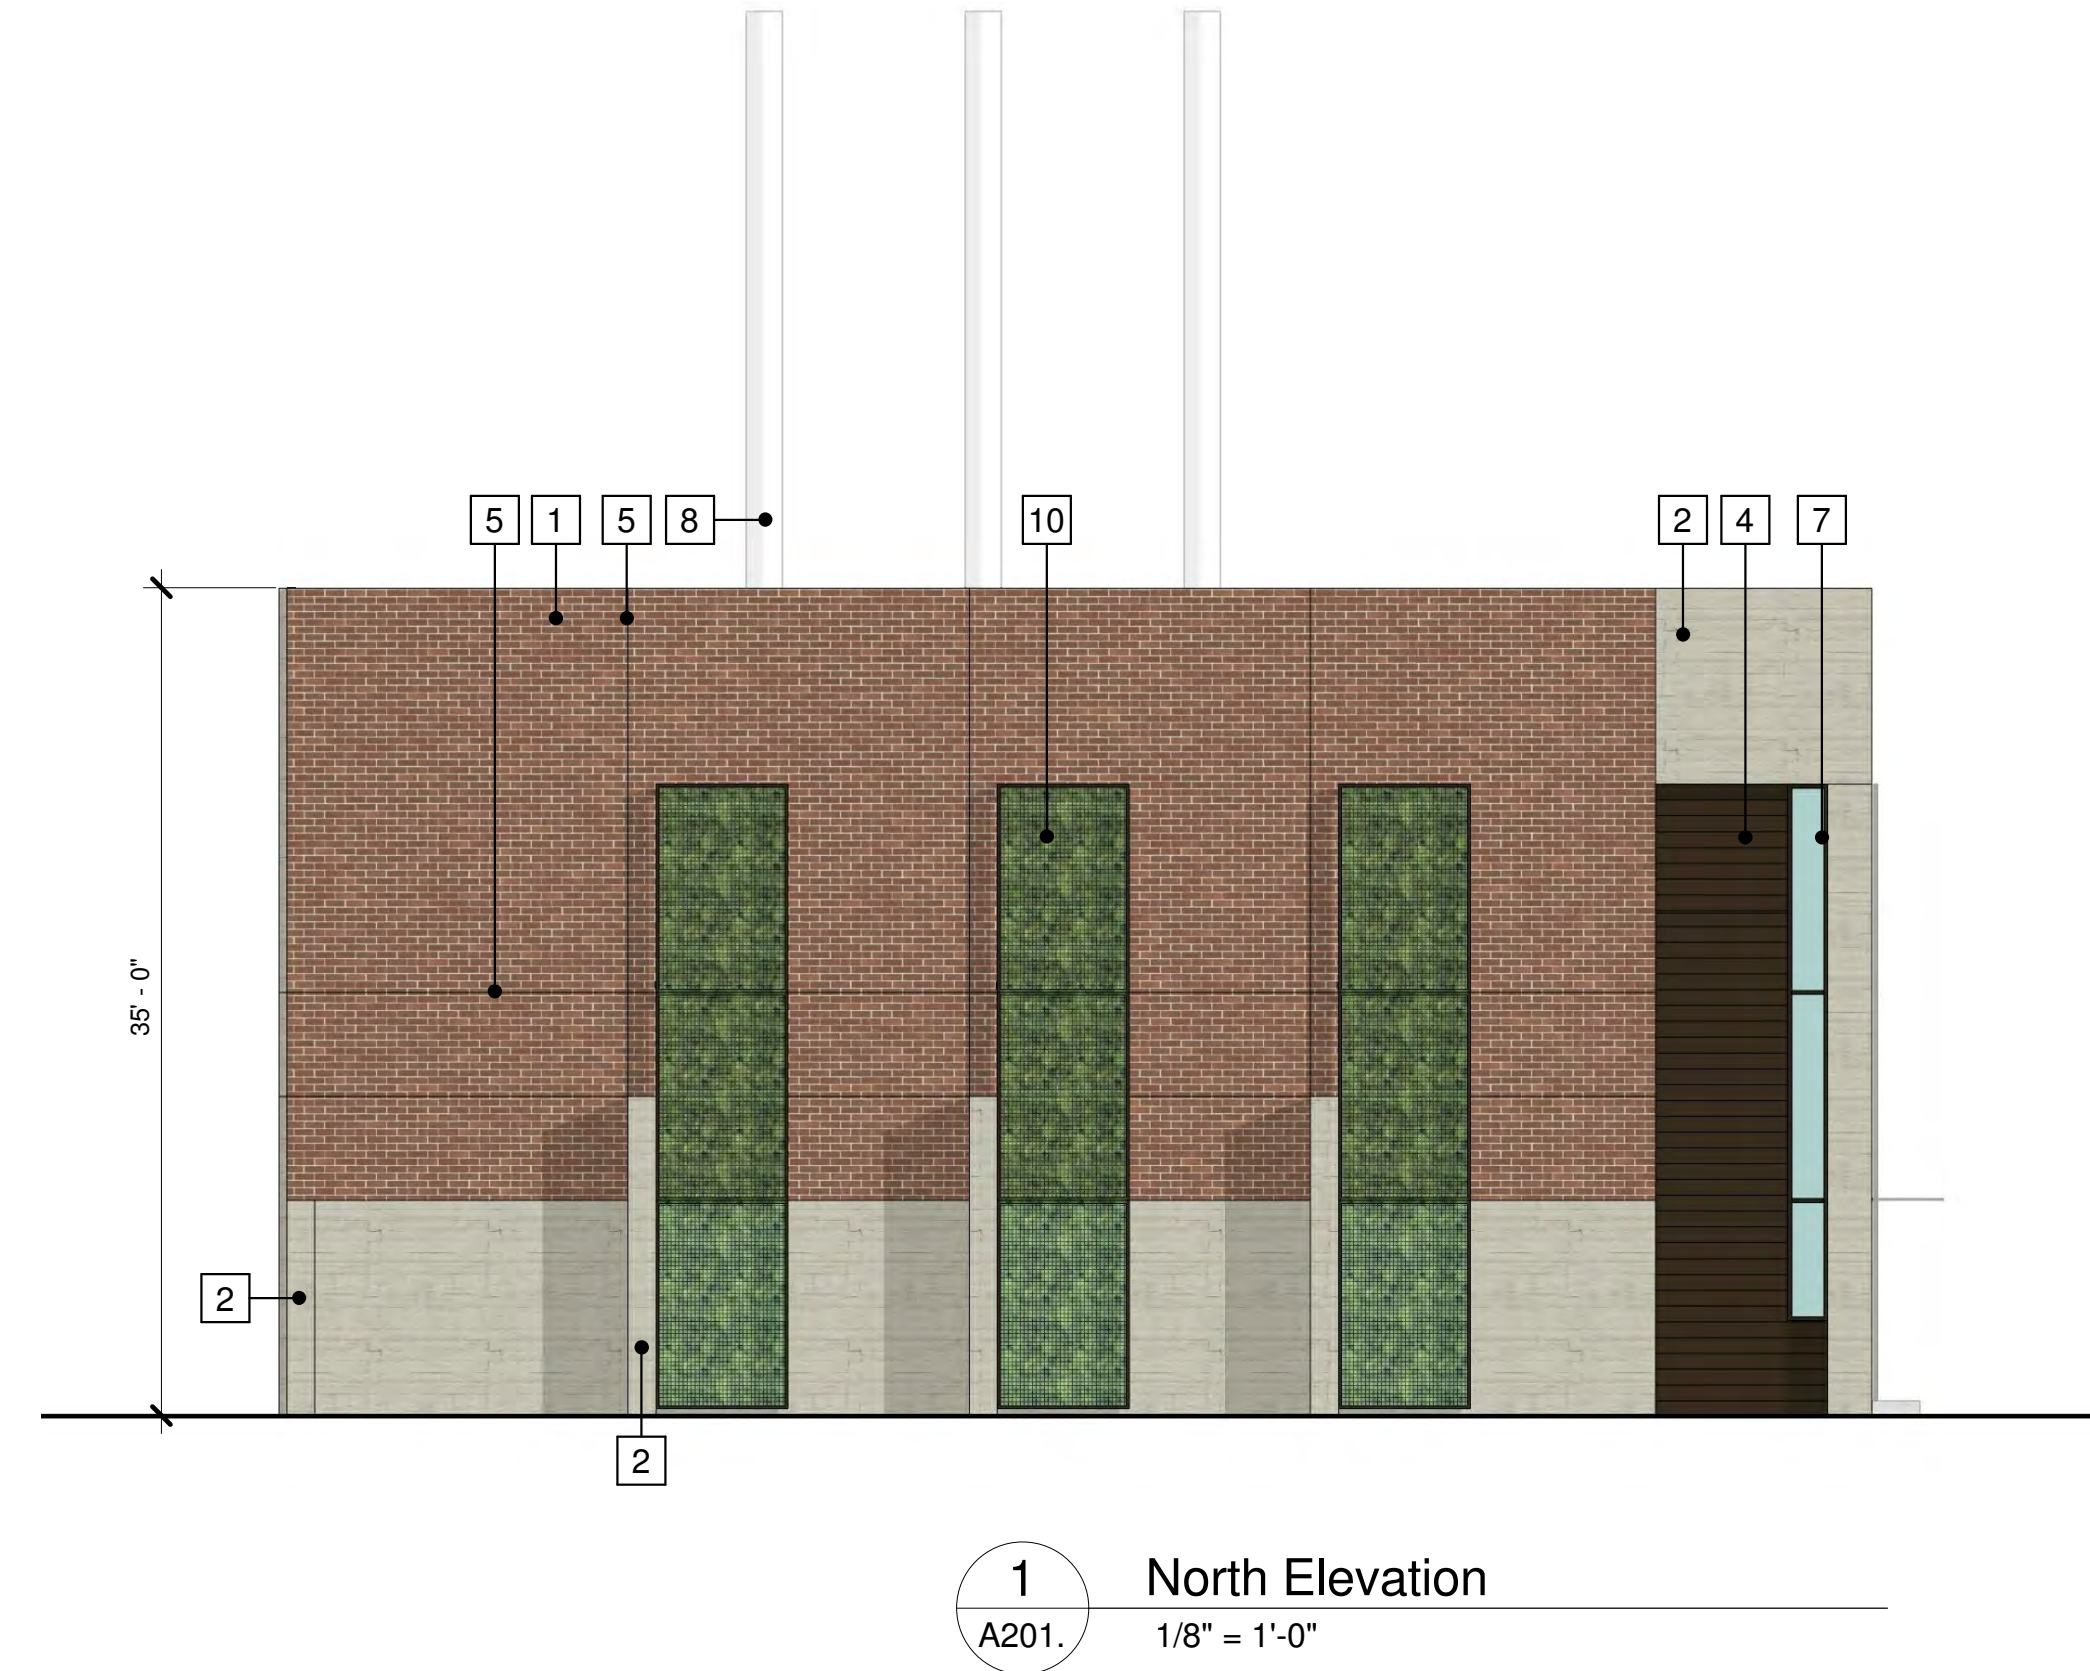 5 1 5 8 10 2 4 7
35' - 0"
2
2
1 North Elevation
A201. 1/8" = 1'-0"